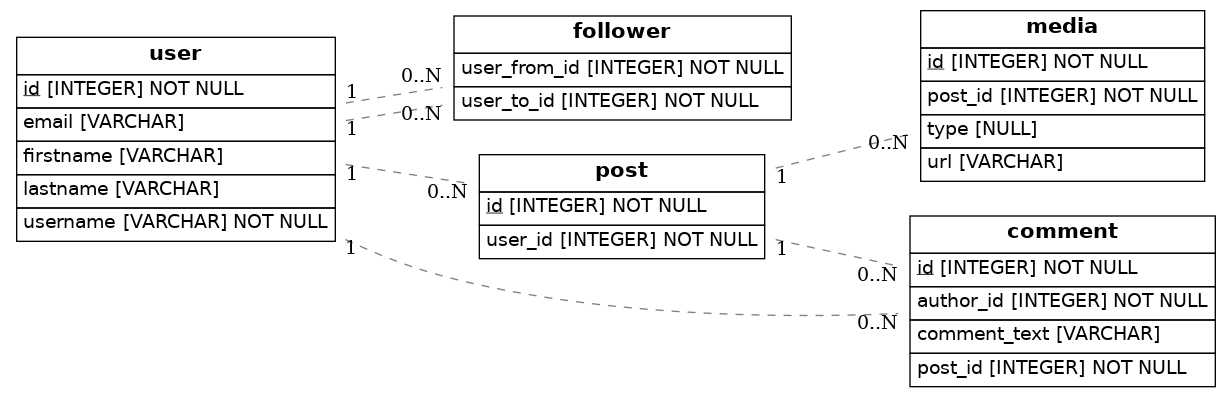 user
id [INTEGER] NOT NULL
email [VARCHAR]
firstname [VARCHAR]
lastname [VARCHAR]
username [VARCHAR] NOT NULL
1
1
1
1
0..N
0..N
0..N
follower
user_from_id [INTEGER] NOT NULL
user_to_id [INTEGER] NOT NULL
post
id [INTEGER] NOT NULL
user_id [INTEGER] NOT NULL
1
1
0..N
0..N
0..N
media
id [INTEGER] NOT NULL
post_id [INTEGER] NOT NULL
type [NULL]
url [VARCHAR]
comment
id [INTEGER] NOT NULL
author_id [INTEGER] NOT NULL
comment_text [VARCHAR]
post_id [INTEGER] NOT NULL